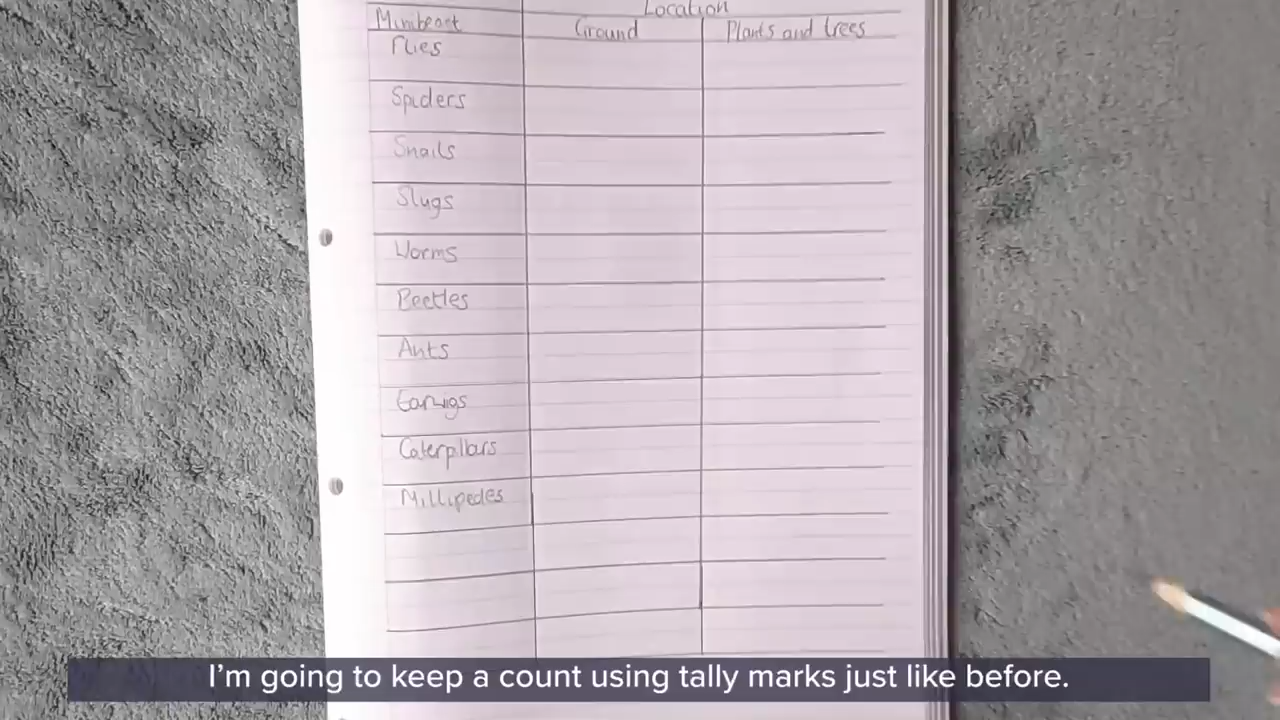 Location
Minibeast Ground Plants and trees
Flies
Spiders
Snails
Slugs
Worms
Beetles
Ants
Earwigs
Caterpillars
Millipedes
I'm going to keep a count using tally marks just like before.